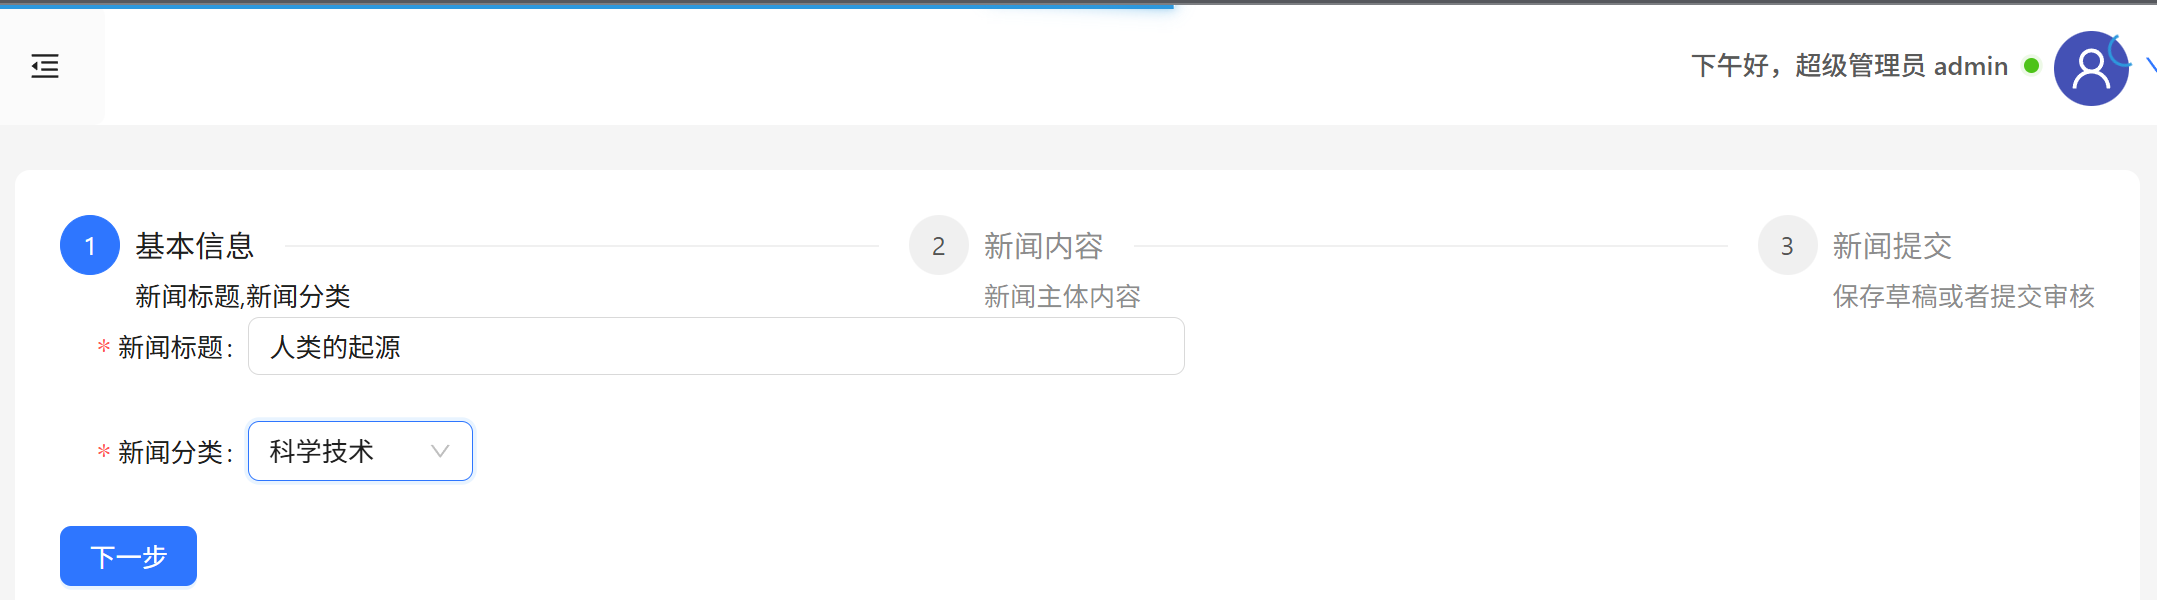 下午好，超级管理员 admin
1 基本信息
新闻标题,新闻分类
2 新闻内容
新闻主体内容
3 新闻提交
保存草稿或者提交审核
* 新闻标题: 人类的起源
* 新闻分类: 科学技术
下一步